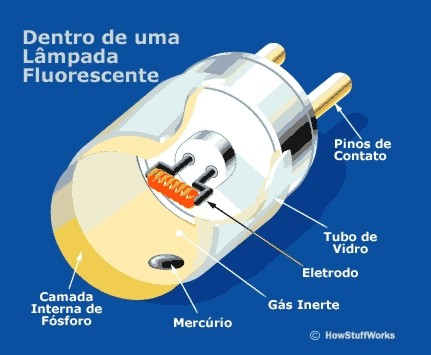 Dentro de uma
Lâmpada
Fluorescente
Pinos de
Contato
Tubo de
Vidro
Eletrodo
Gás Inerte
Mercúrio
Camada
Interna de
Fósforo
© HowStuffWorks